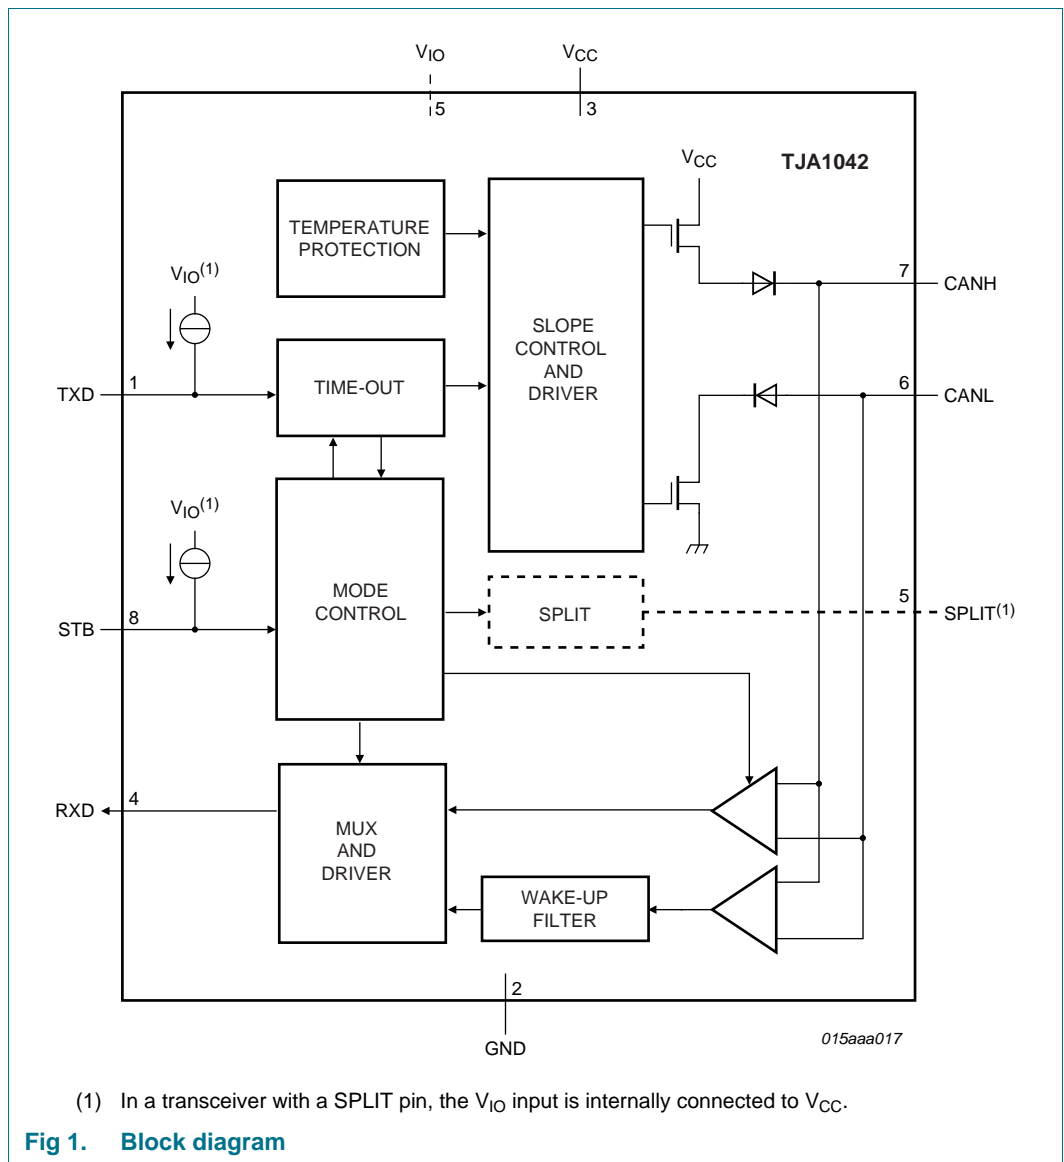 VIO VCC
5 3
VCC TJA1042
TEMPERATURE
PROTECTION
VIO(1)
7 CANH
SLOPE
CONTROL
AND
DRIVER
TXD 1 TIME-OUT 6 CANL
VIO(1)
MODE
CONTROL
STB 8 SPLIT 5 SPLIT(1)
RXD 4
MUX
AND
DRIVER
WAKE-UP
FILTER
2
GND
015aaa017
(1) In a transceiver with a SPLIT pin, the VIO input is internally connected to VCC.
Fig 1. Block diagram